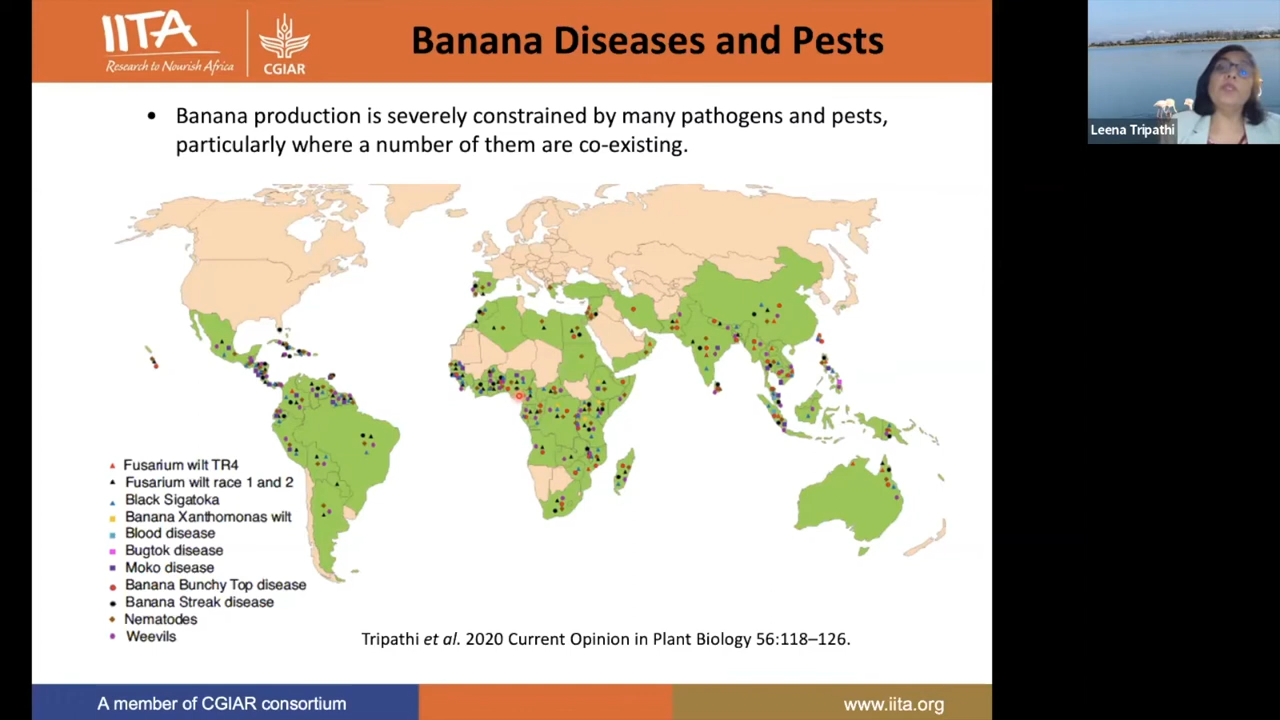 IITA
Research to Nourish Africa
CGIAR
Banana Diseases and Pests
Leena Tripathi
• Banana production is severely constrained by many pathogens and pests,
particularly where a number of them are co-existing.
Fusarium wilt TR4
Fusarium wilt race 1 and 2
Black Sigatoka
Banana Xanthomonas wilt
Blood disease
Bugtok disease
Moko disease
Banana Bunchy Top disease
Banana Streak disease
Nematodes
Weevils
Tripathi et al. 2020 Current Opinion in Plant Biology 56:118–126.
A member of CGIAR consortium
www.iita.org